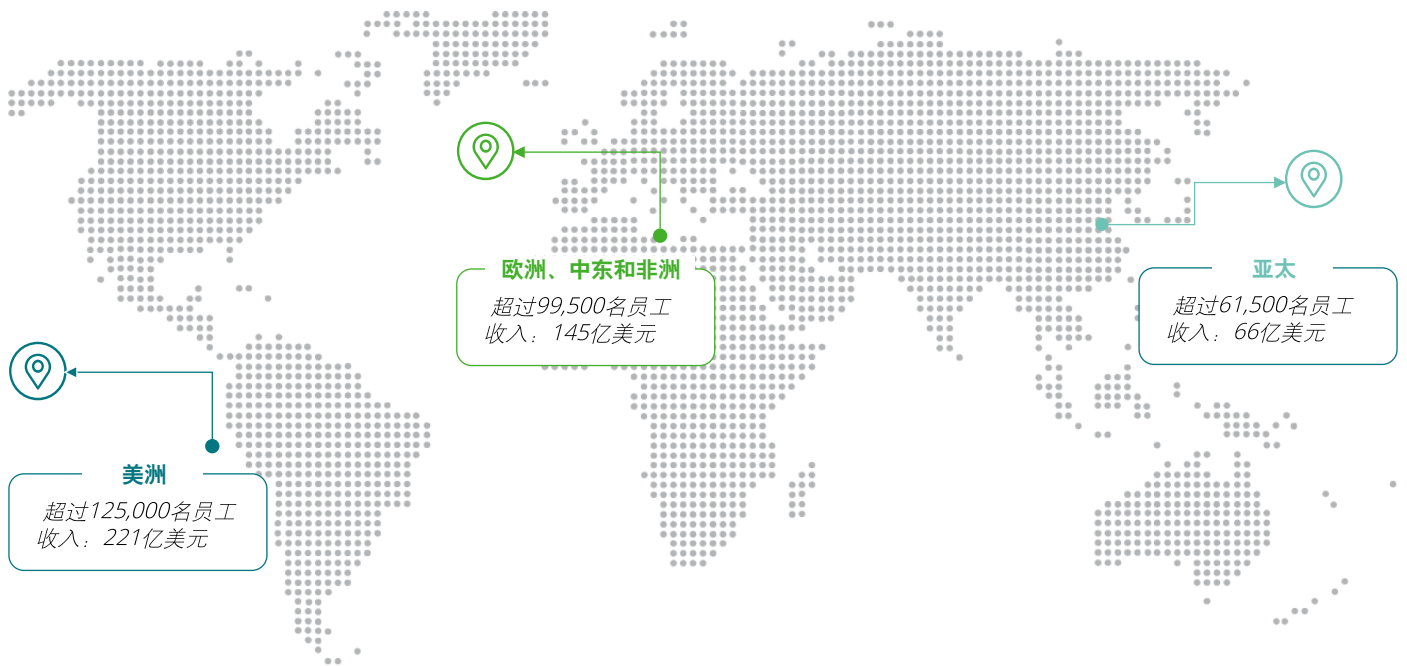 欧洲、中东和非洲
超过99,500名员工
收入：145亿美元
亚太
超过61,500名员工
收入：66亿美元
美洲
超过125,000名员工
收入：221亿美元